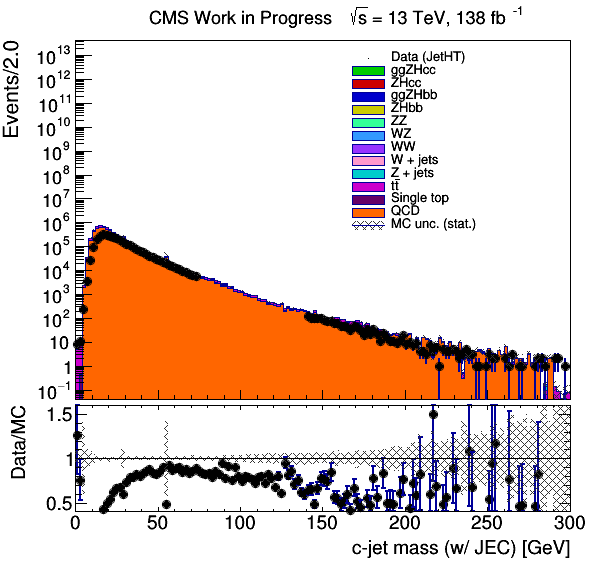 CMS Work in Progress √s = 13 TeV, 138 fb⁻¹
Events/2.0
10¹³
10¹²
10¹¹
10¹⁰
10⁹
10⁸
10⁷
10⁶
10⁵
10⁴
10³
10²
10
1
10⁻¹
Data (JetHT)
ggZHcc
ZHcc
ggZHbb
ZHbb
ZZ
WZ
WW
W + jets
Z + jets
tt̄
Single top
QCD
MC unc. (stat.)
Data/MC
1.5
1
0.5
0 50 100 150 200 250 300
c-jet mass (w/ JEC) [GeV]